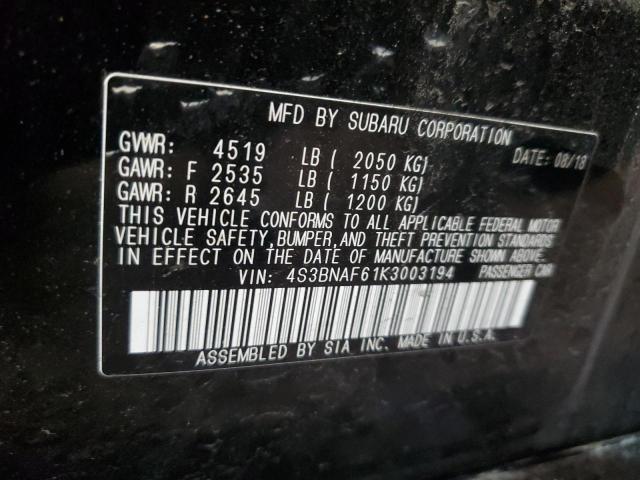 MFD BY SUBARU CORPORATION
GVWR: 4519 LB ( 2050 KG) DATE: 08/18
GAWR: F 2535 LB ( 1150 KG)
GAWR: R 2645 LB ( 1200 KG)
THIS VEHICLE CONFORMS TO ALL APPLICABLE FEDERAL MOTOR
VEHICLE SAFETY, BUMPER, AND THEFT PREVENTION STANDARDS
IN EFFECT ON THE DATE OF MANUFACTURE SHOWN ABOVE.
VIN: 4S3BNAF61K3003194 PASSENGER CAR
ASSEMBLED BY SIA INC. MADE IN U.S.A.